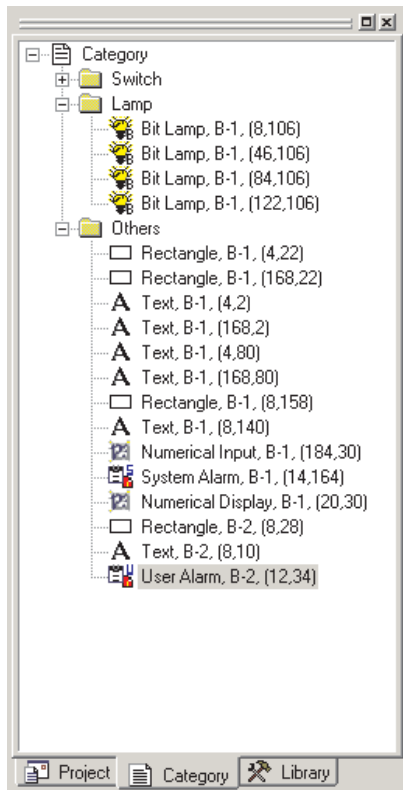 Category
Switch
Lamp
Bit Lamp, B-1, (8,106)
Bit Lamp, B-1, (46,106)
Bit Lamp, B-1, (84,106)
Bit Lamp, B-1, (122,106)
Others
Rectangle, B-1, (4,22)
Rectangle, B-1, (168,22)
Text, B-1, (4,2)
Text, B-1, (168,2)
Text, B-1, (4,80)
Text, B-1, (168,80)
Rectangle, B-1, (8,158)
Text, B-1, (8,140)
Numerical Input, B-1, (184,30)
System Alarm, B-1, (14,164)
Numerical Display, B-1, (20,30)
Rectangle, B-2, (8,28)
Text, B-2, (8,10)
User Alarm, B-2, (12,34)
Project Category Library